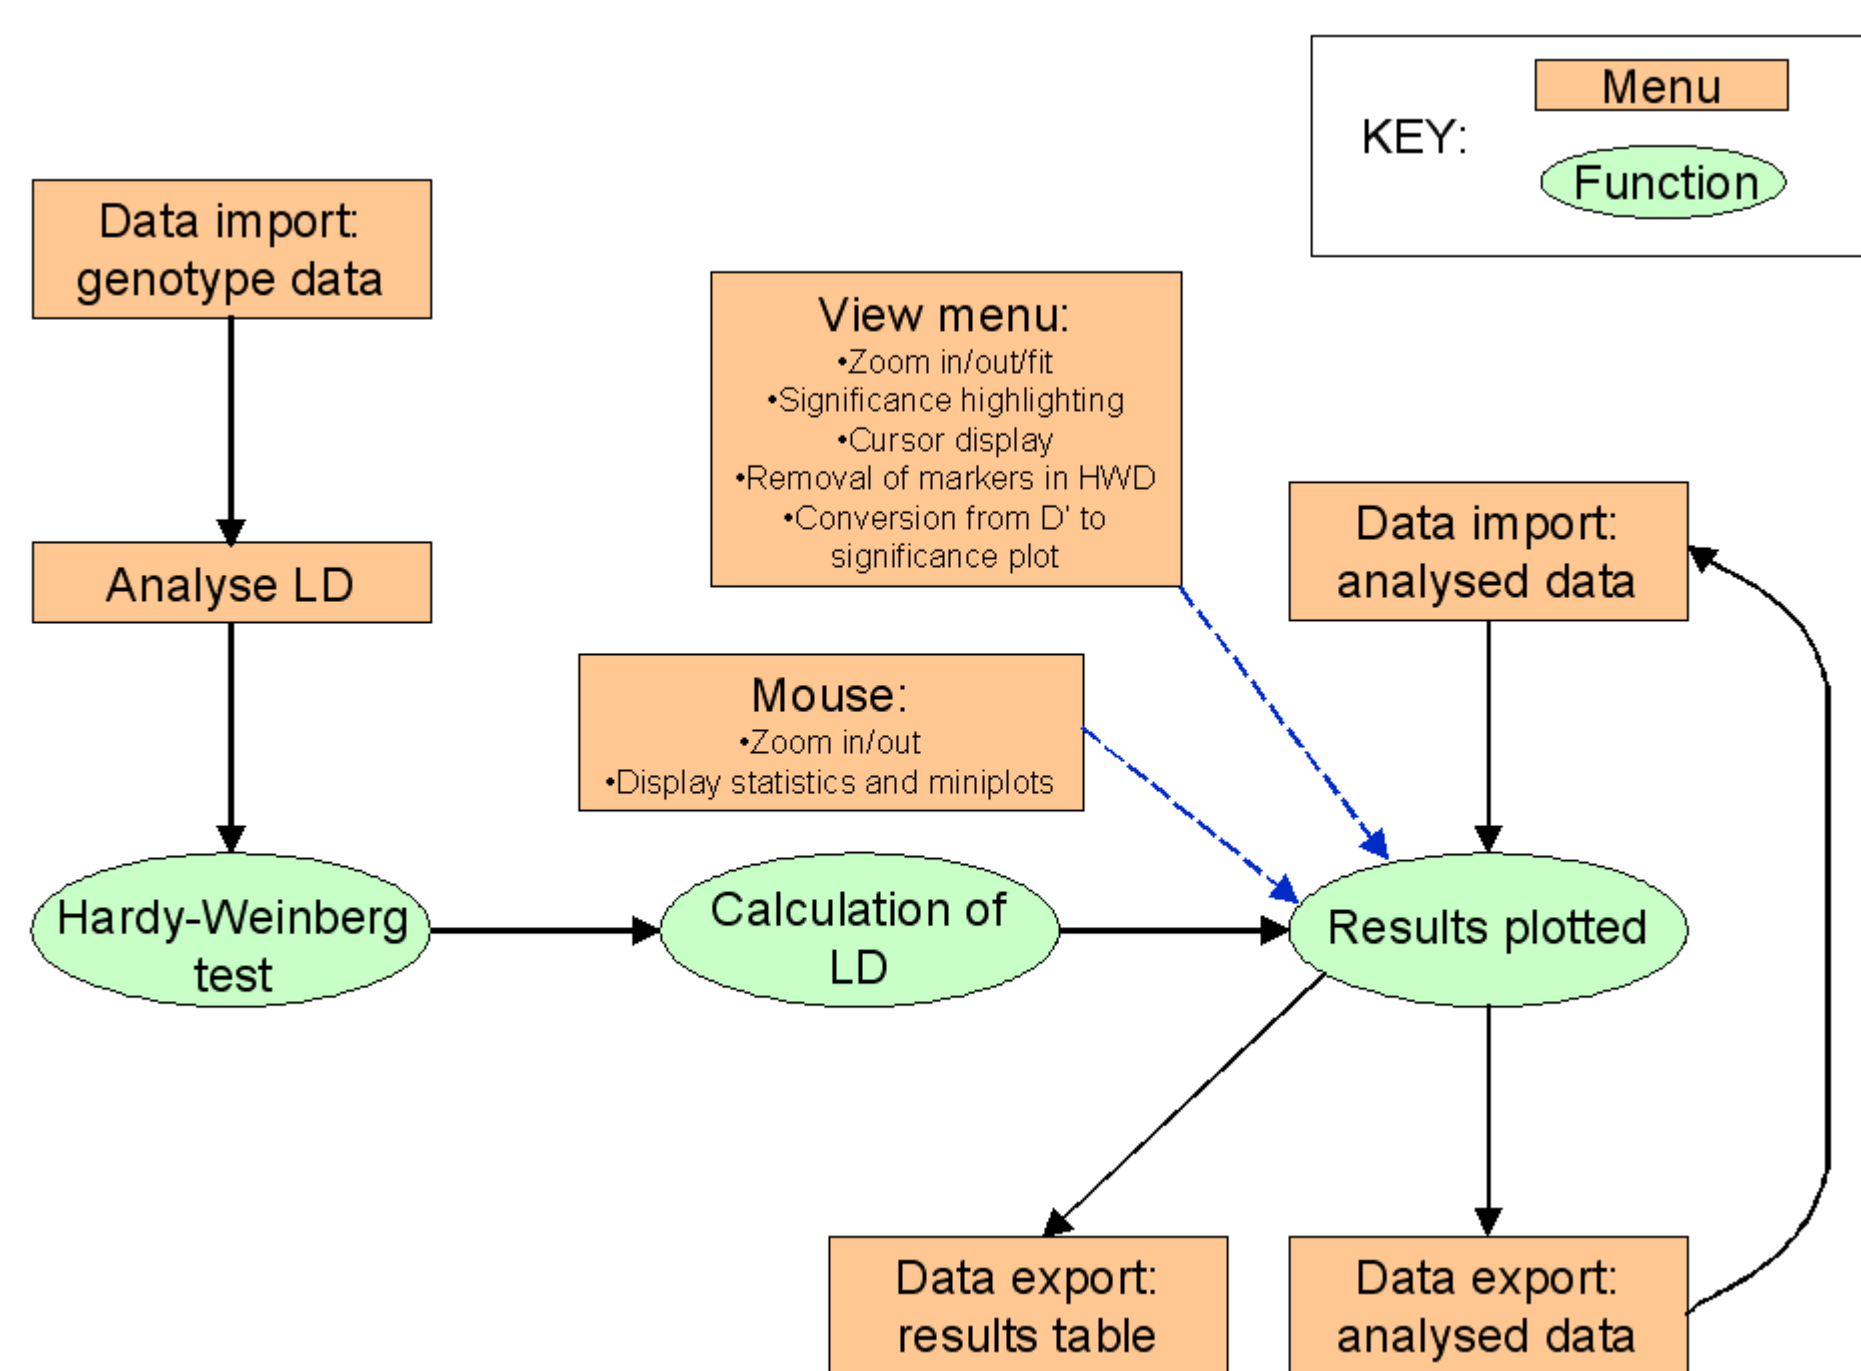 KEY:
Menu
Function
Data import:
genotype data
View menu:
•Zoom in/out/fit
•Significance highlighting
•Cursor display
•Removal of markers in HWD
•Conversion from D' to
significance plot
Data import:
analysed data
Analyse LD
Mouse:
•Zoom in/out
•Display statistics and miniplots
Hardy-Weinberg
test
Calculation of
LD
Results plotted
Data export:
results table
Data export:
analysed data